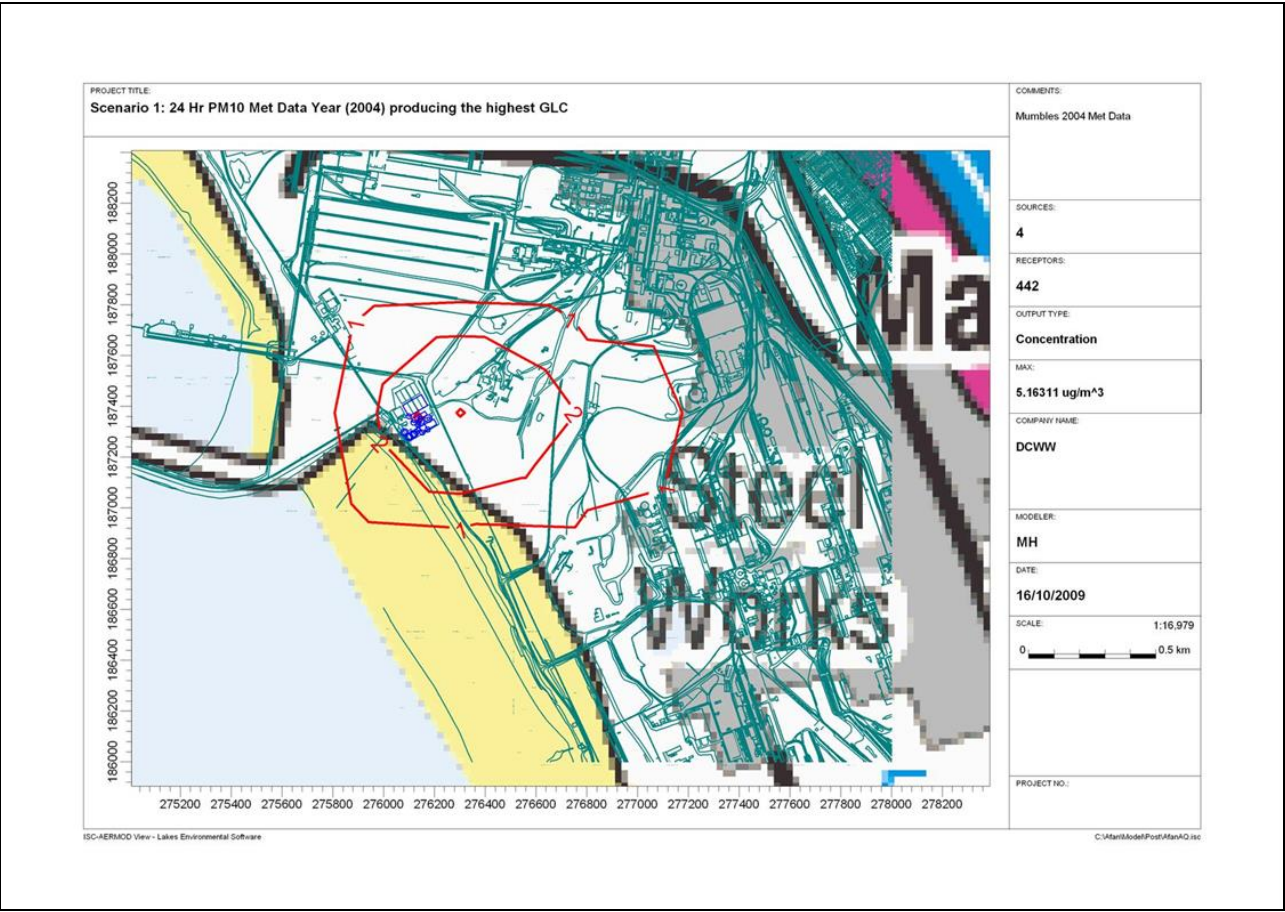 PROJECT TITLE:
Scenario 1: 24 Hr PM10 Met Data Year (2004) producing the highest GLC
COMMENTS:
Mumbles 2004 Met Data
SOURCES:
4
RECEPTORS:
442
OUTPUT TYPE:
Concentration
MAX:
5.16311 ug/m^3
COMPANY NAME:
DCWW
MODELER:
MH
DATE:
16/10/2009
SCALE:
1:16,979
0
0.5 km
PROJECT NO.:
188200
188000
187800
187600
187400
187200
187000
186800
186600
186400
186200
186000
1
1
2
2
1
1
Ma
Steel
Works
275200 275400 275600 275800 276000 276200 276400 276600 276800 277000 277200 277400 277600 277800 278000 278200
ISC-AERMOD View - Lakes Environmental Software
C:\Afan\Model\Post\AfanAQ.isc